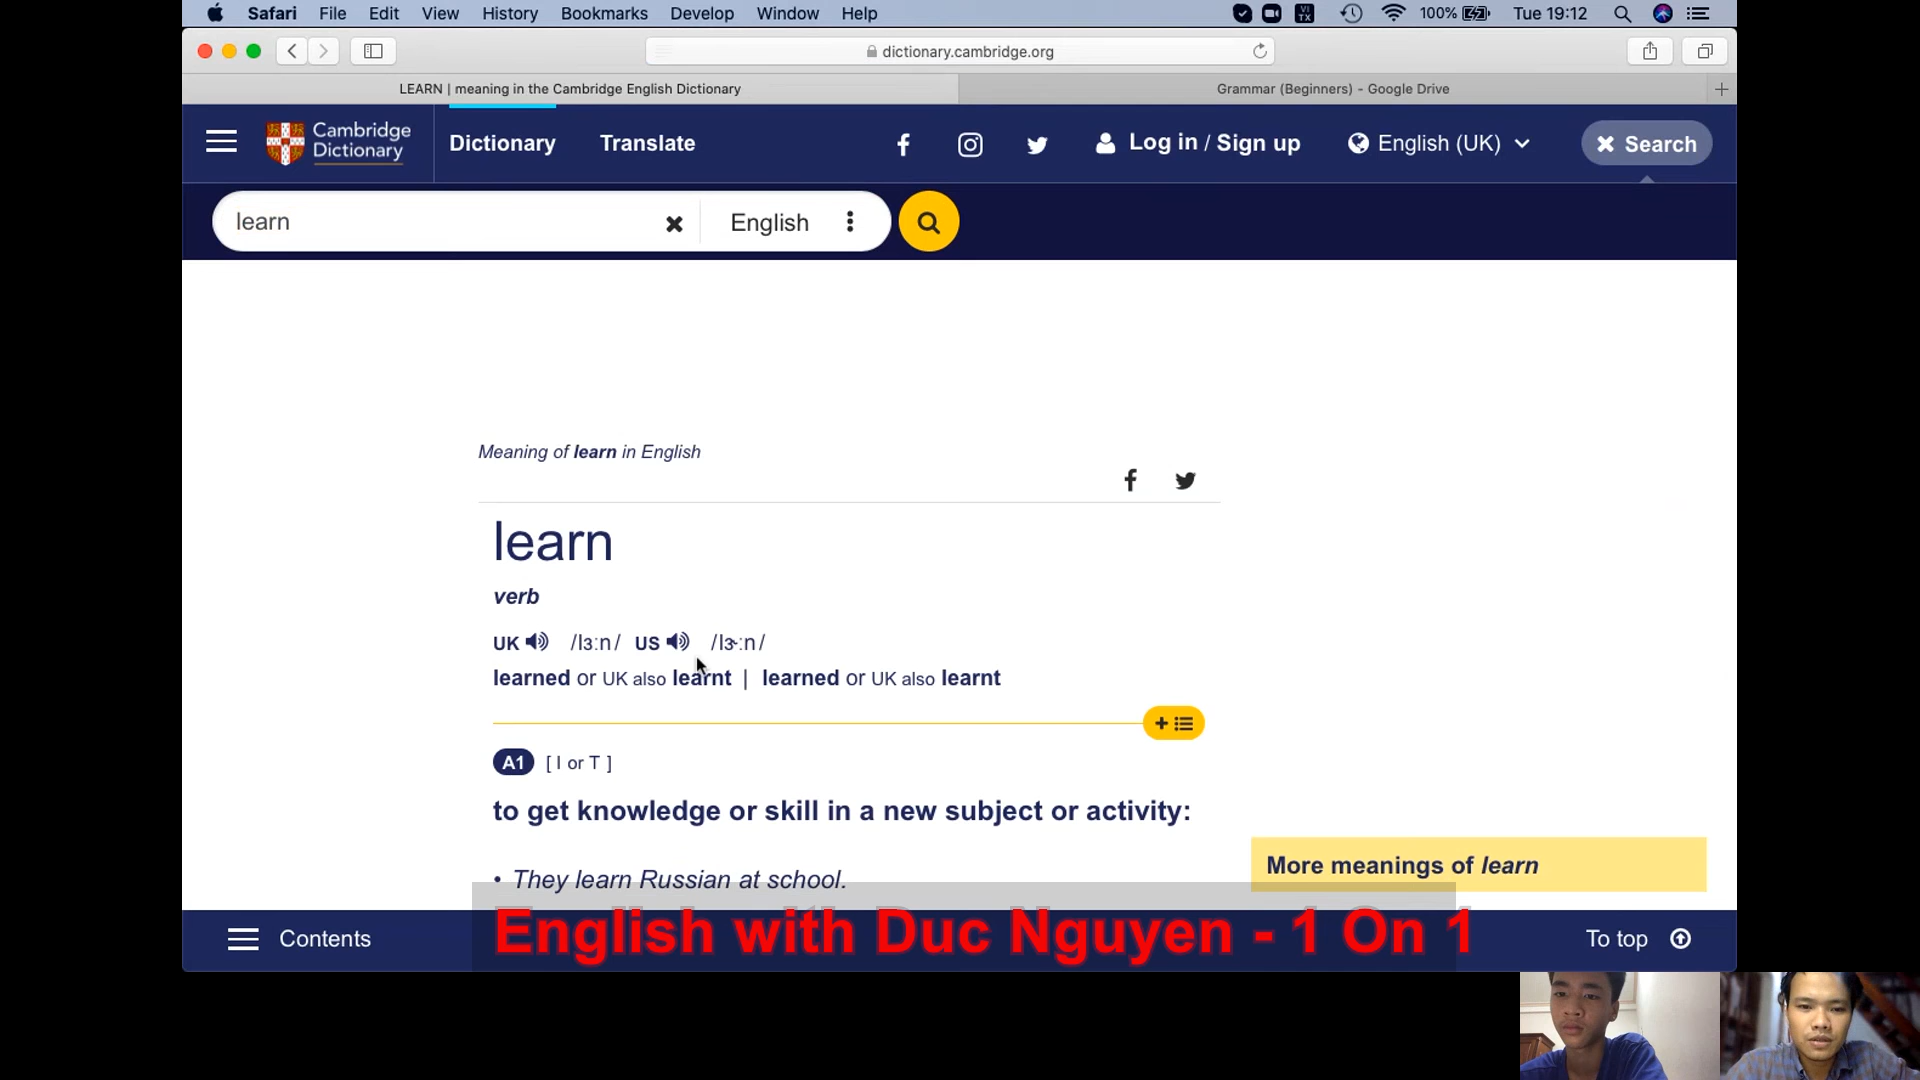 Safari File Edit View History Bookmarks Develop Window Help VI TX 100% Tue 19:12
dictionary.cambridge.org
LEARN | meaning in the Cambridge English Dictionary Grammar (Beginners) - Google Drive
Cambridge Dictionary Dictionary Translate Log in / Sign up English (UK) Search
learn English
Meaning of learn in English
learn
verb
UK /lɜːn/ US /lɝːn/
learned or UK also learnt | learned or UK also learnt
A1 [ I or T ]
to get knowledge or skill in a new subject or activity:
More meanings of learn
• They learn Russian at school.
Contents English with Duc Nguyen - 1 On 1 To top